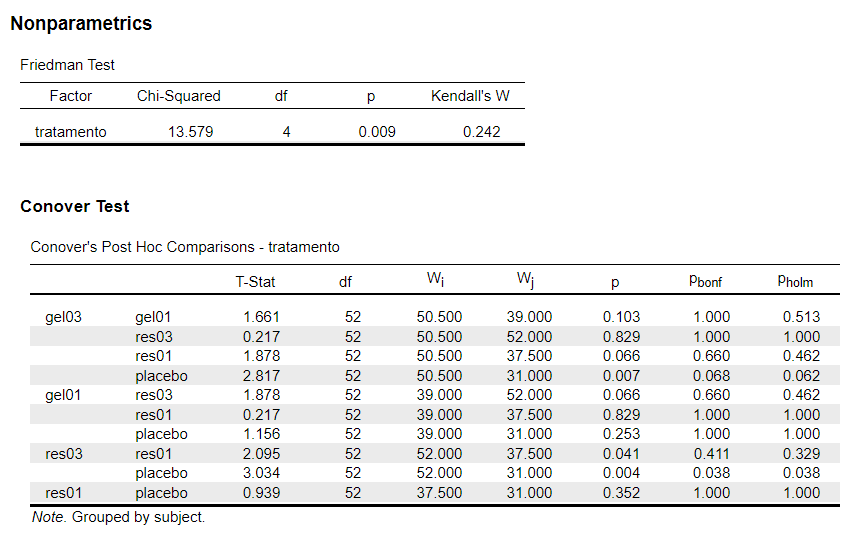 Nonparametrics
Friedman Test
Factor Chi-Squared df p Kendall's W
tratamento 13.579 4 0.009 0.242
Conover Test
Conover's Post Hoc Comparisons - tratamento
T-Stat df Wi Wj p pbonf pholm
gel03 gel01 1.661 52 50.500 39.000 0.103 1.000 0.513
res03 0.217 52 50.500 52.000 0.829 1.000 1.000
res01 1.878 52 50.500 37.500 0.066 0.660 0.462
placebo 2.817 52 50.500 31.000 0.007 0.068 0.062
gel01 res03 1.878 52 39.000 52.000 0.066 0.660 0.462
res01 0.217 52 39.000 37.500 0.829 1.000 1.000
placebo 1.156 52 39.000 31.000 0.253 1.000 1.000
res03 res01 2.095 52 52.000 37.500 0.041 0.411 0.329
placebo 3.034 52 52.000 31.000 0.004 0.038 0.038
res01 placebo 0.939 52 37.500 31.000 0.352 1.000 1.000
Note. Grouped by subject.